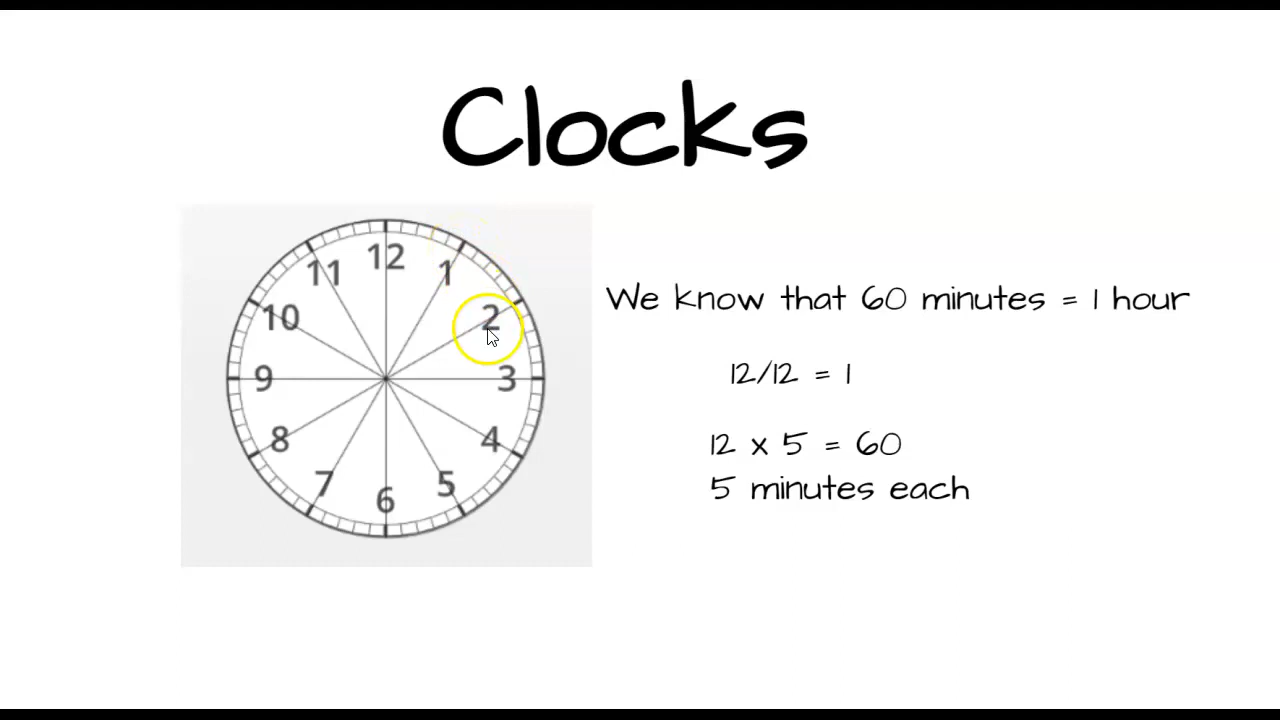 Clocks
12
11
1
10
2
9
3
8
4
7
5
6
We know that 60 minutes = 1 hour
12/12 = 1
12 x 5 = 60
5 minutes each